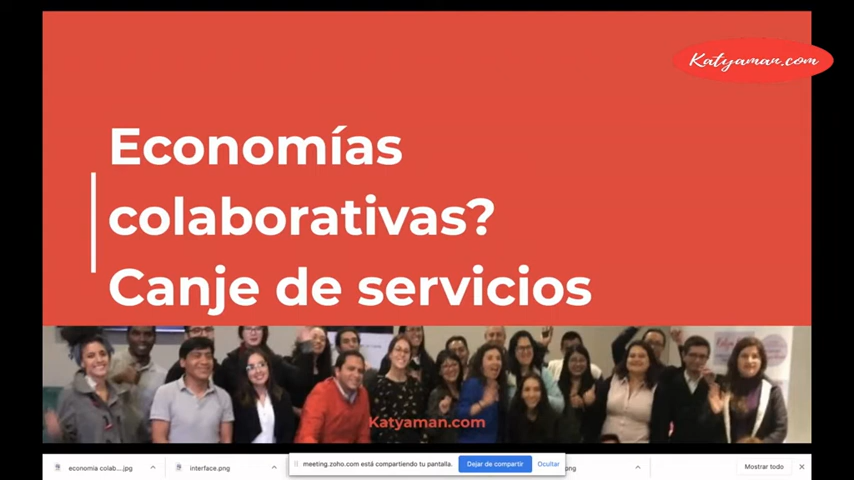 Katyaman.com
Economías
colaborativas?
Canje de servicios
Katyaman.com
economia colab....jpg
interface.png
meeting.zoho.com está compartiendo tu pantalla.
Dejar de compartir
Ocultar
png
Mostrar todo